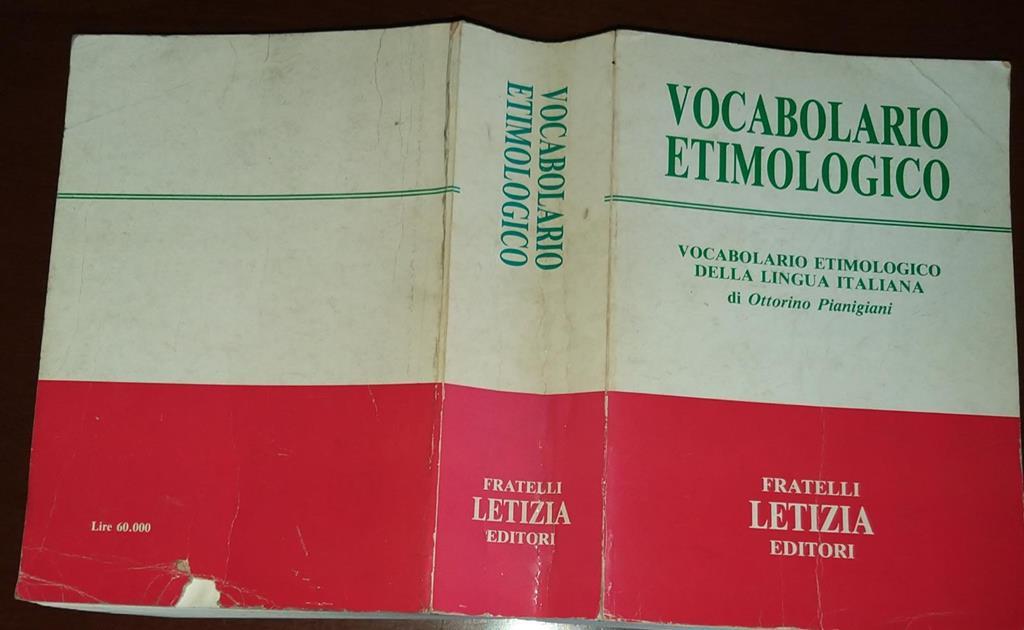 Lire 60.000
VOCABOLARIO
ETIMOLOGICO
FRATELLI
LETIZIA
EDITORI
VOCABOLARIO
ETIMOLOGICO
VOCABOLARIO ETIMOLOGICO
DELLA LINGUA ITALIANA
di Ottorino Pianigiani
FRATELLI
LETIZIA
EDITORI